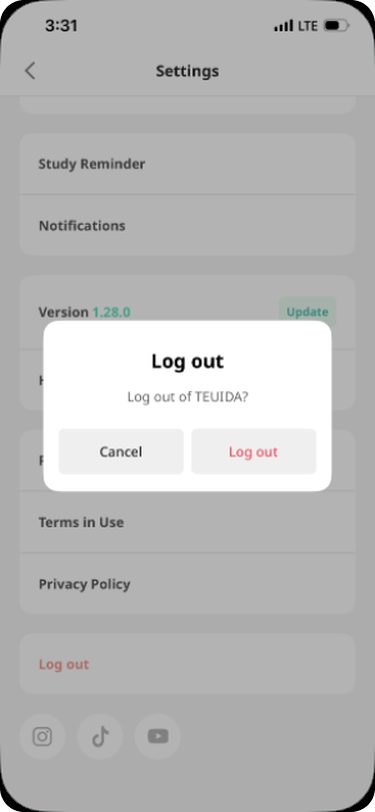 3:31
LTE
Settings
Study Reminder
Notifications
Version 1.28.0
Update
Log out
Log out of TEUIDA?
Cancel
Log out
Terms in Use
Privacy Policy
Log out